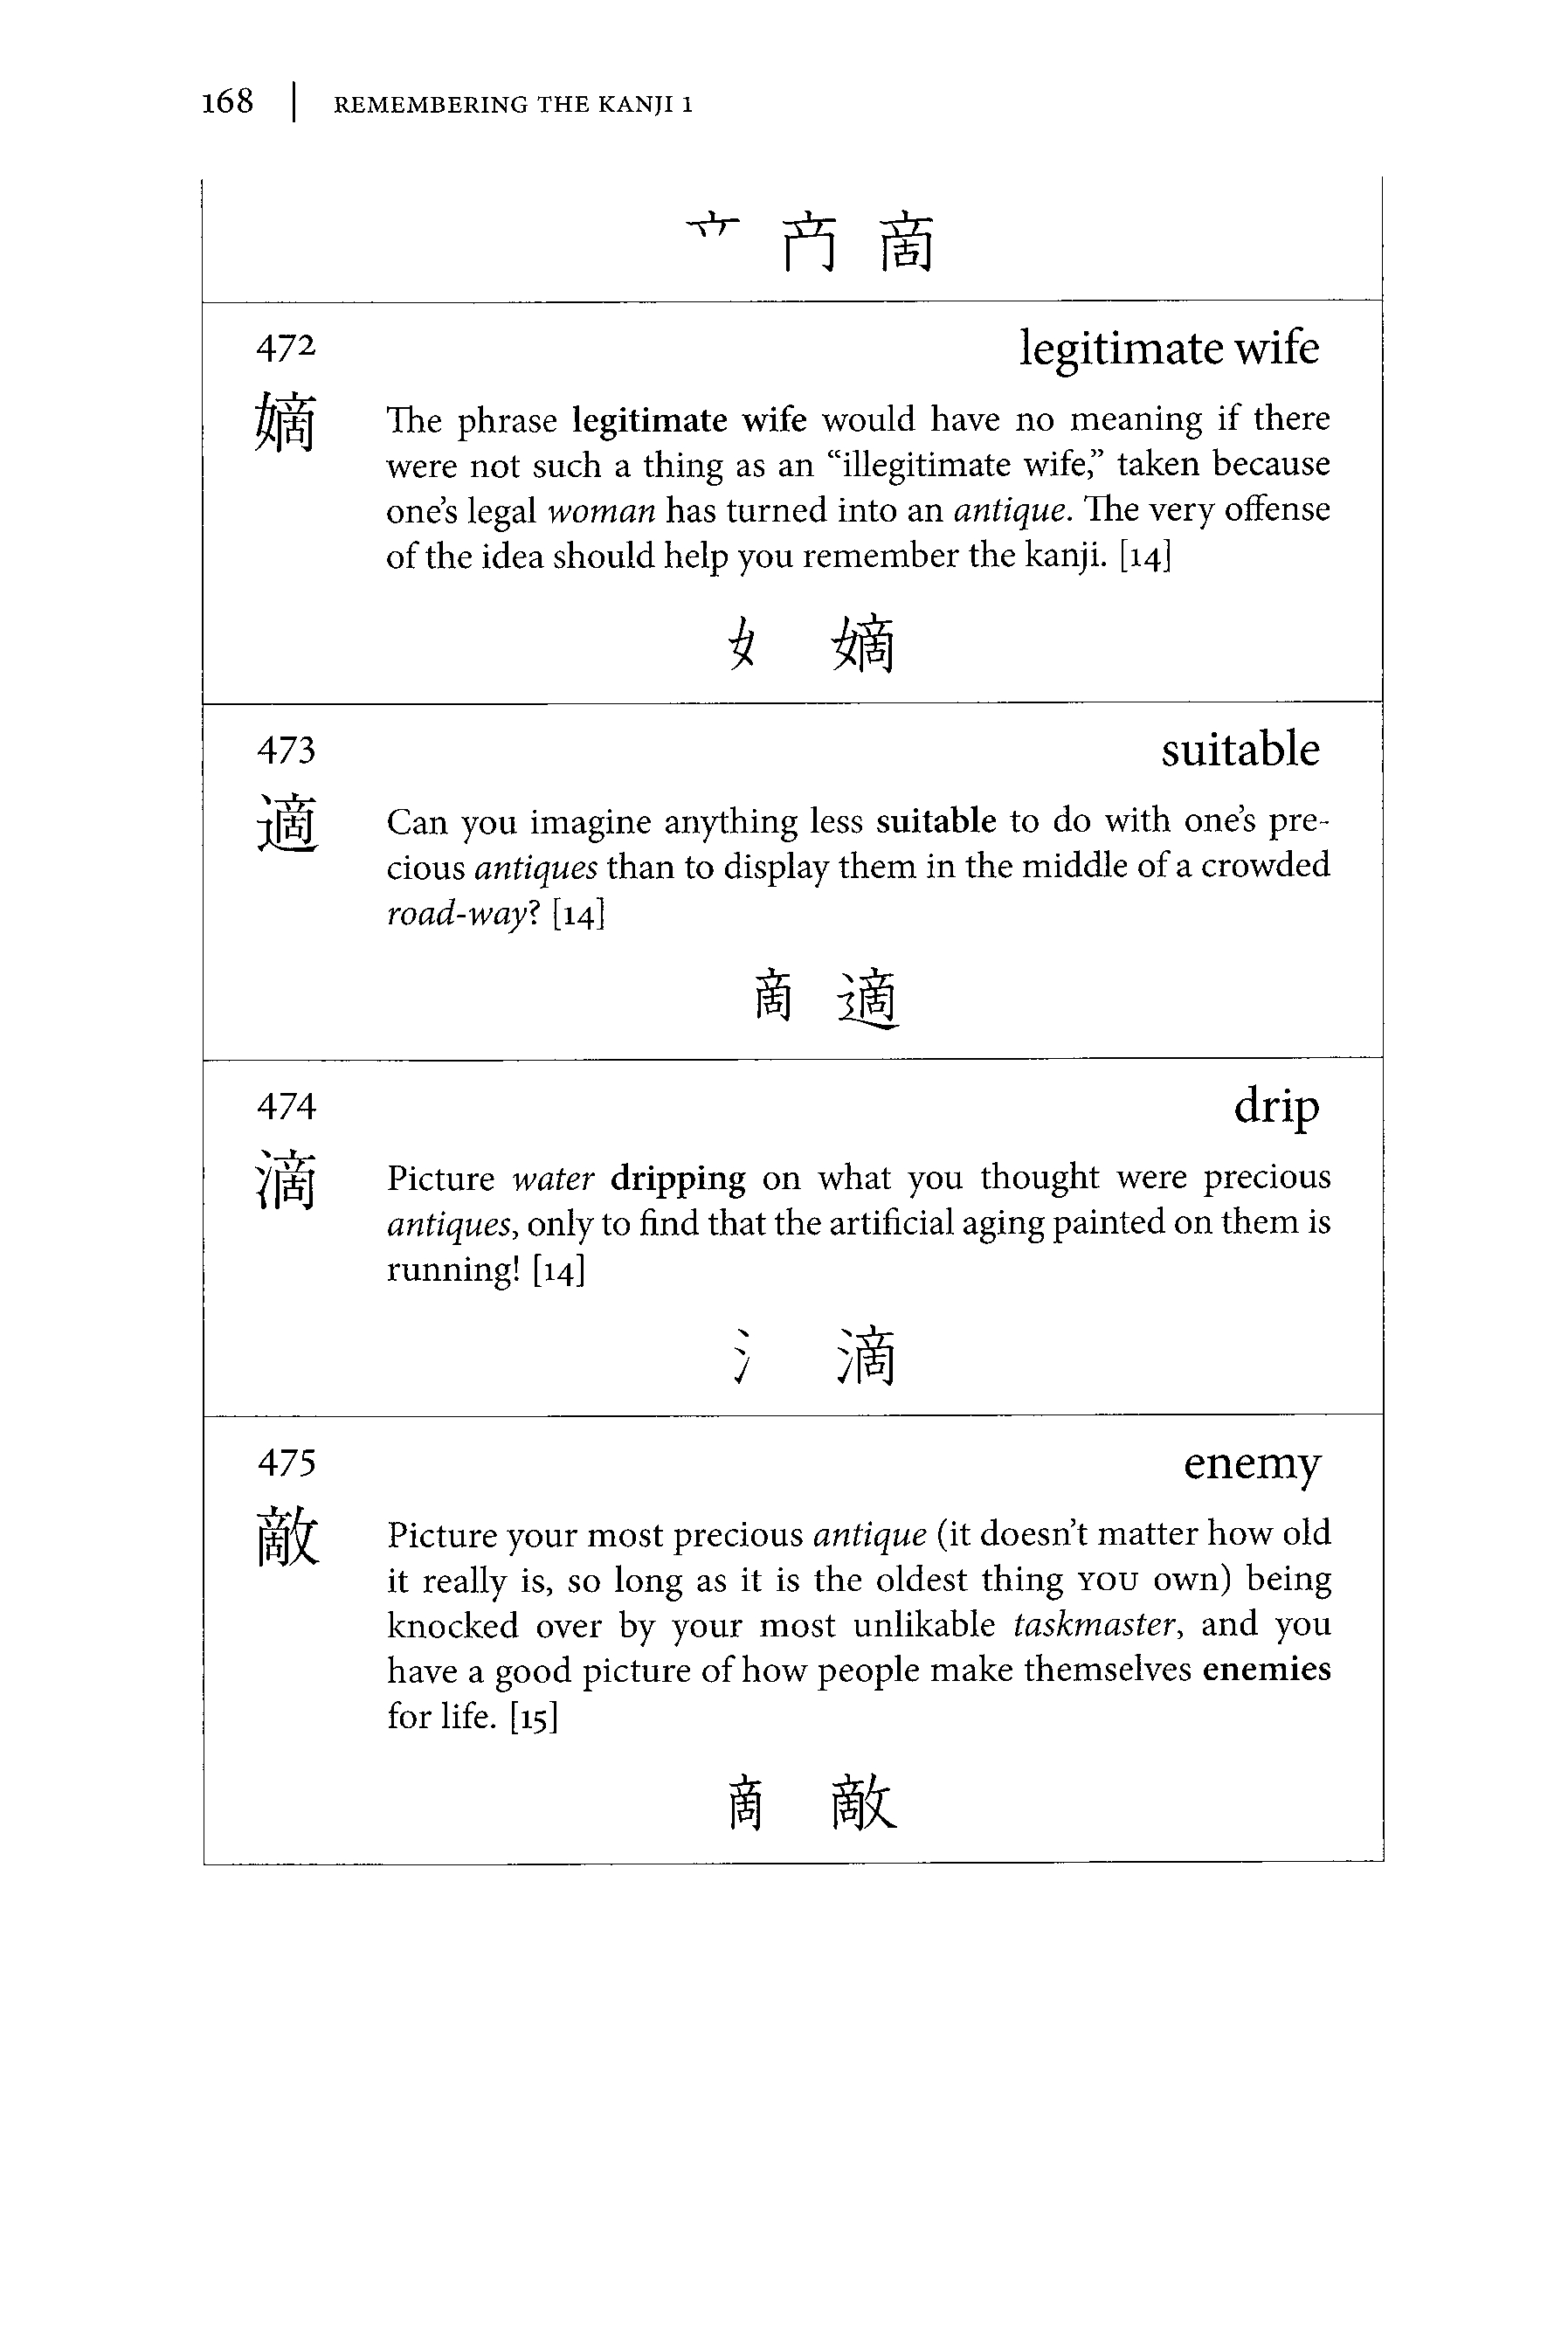 168 | REMEMBERING THE KANJI 1
亠 产 啇
472 legitimate wife
嫡 The phrase legitimate wife would have no meaning if there
were not such a thing as an “illegitimate wife,” taken because
one’s legal woman has turned into an antique. The very offense
of the idea should help you remember the kanji. [14]
女 嫡
473 suitable
適 Can you imagine anything less suitable to do with one’s pre-
cious antiques than to display them in the middle of a crowded
road-way? [14]
啇 適
474 drip
滴 Picture water dripping on what you thought were precious
antiques, only to find that the artificial aging painted on them is
running! [14]
氵 滴
475 enemy
敵 Picture your most precious antique (it doesn’t matter how old
it really is, so long as it is the oldest thing YOU own) being
knocked over by your most unlikable taskmaster, and you
have a good picture of how people make themselves enemies
for life. [15]
啇 敵